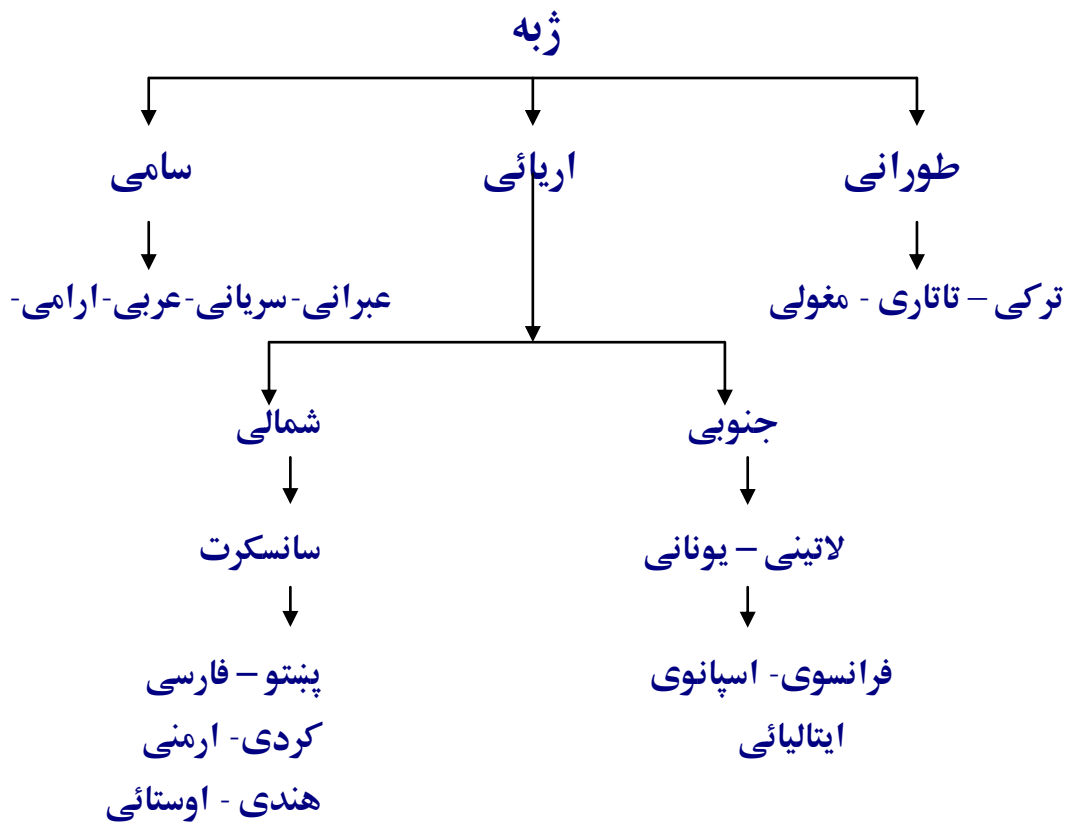 ژبه
طورانی
اریائی
سامی
ترکی – تاتاری - مغولی
عبرانی-سریانی-عربی-ارامی-
جنوبی
شمالی
لاتینی – یونانی
سانسکرت
فرانسوی- اسپانوی
ایتالیائی
پښتو – فارسی
کردی- ارمنی
هندی - اوستائی